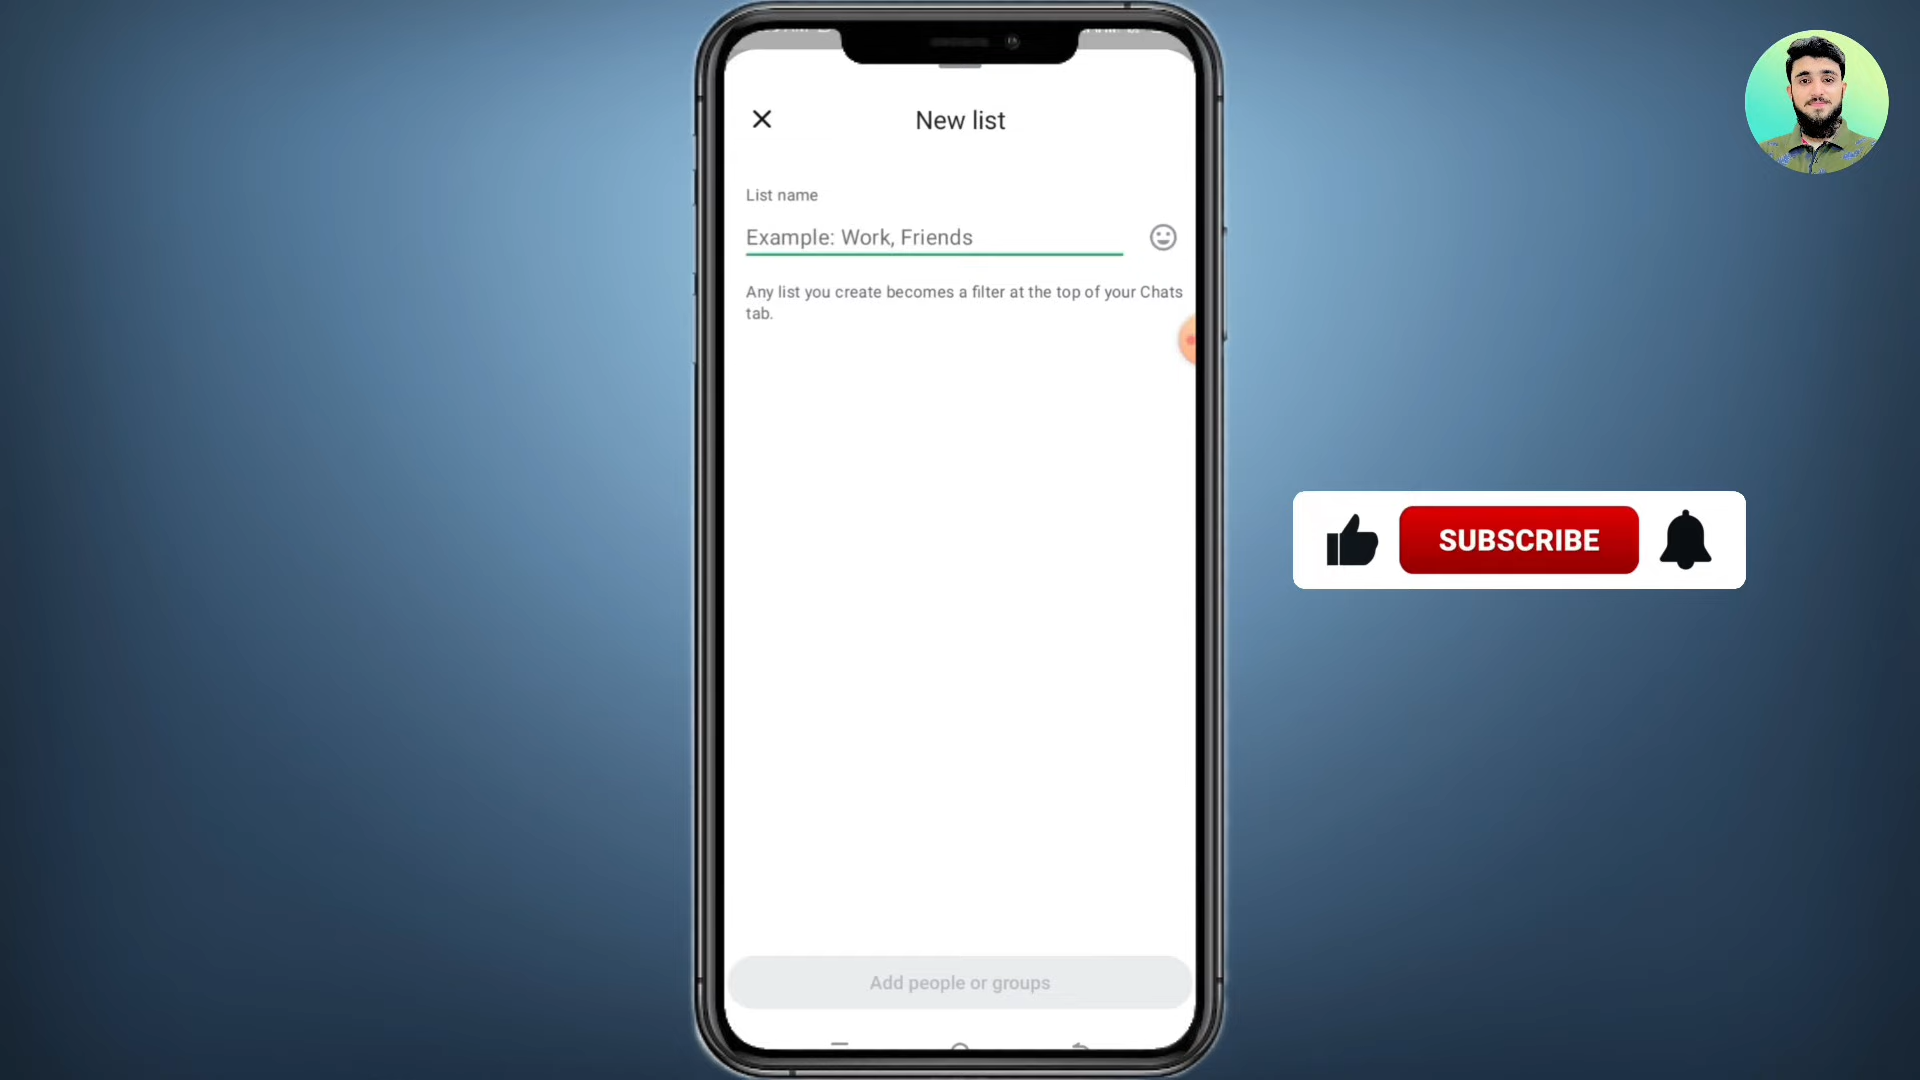 New list
List name
Example: Work, Friends
Any list you create becomes a filter at the top of your Chats
tab.
SUBSCRIBE
Add people or groups